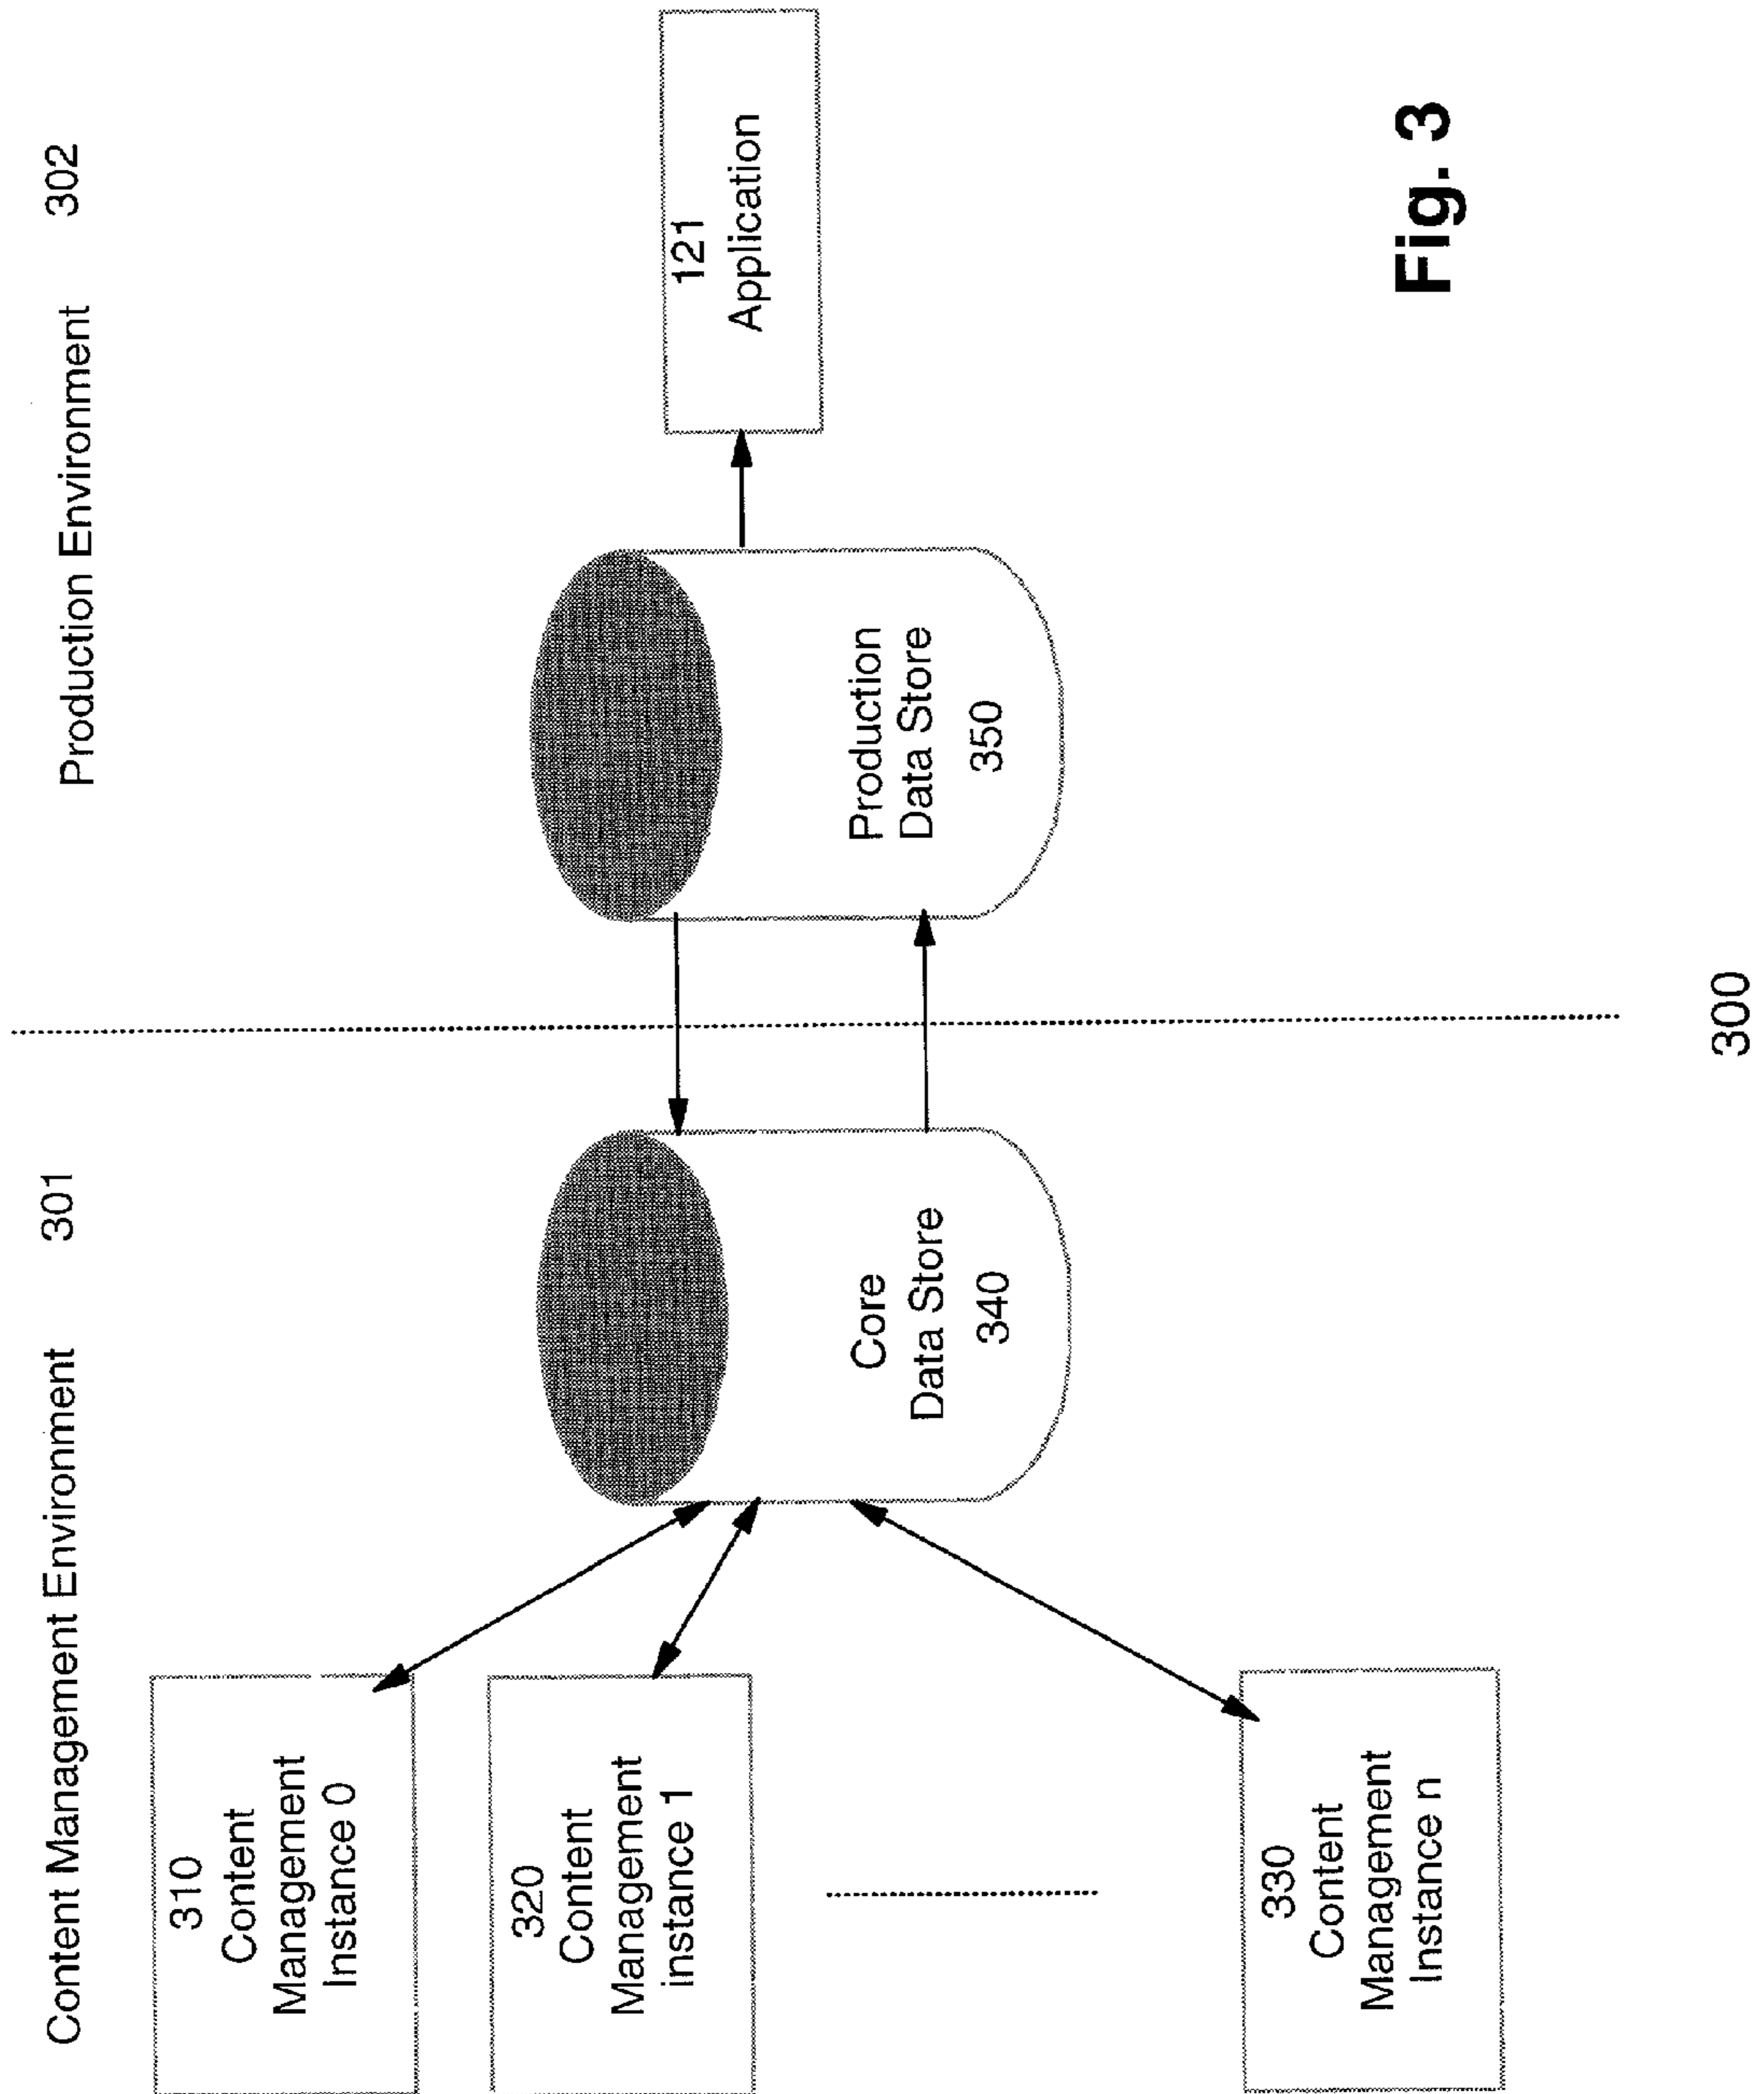 Content Management Environment 301
Production Environment 302
310
Content
Management
Instance 0
320
Content
Management
instance 1
330
Content
Management
Instance n
Core
Data Store
340
Production
Data Store
350
121
Application
300
Fig. 3